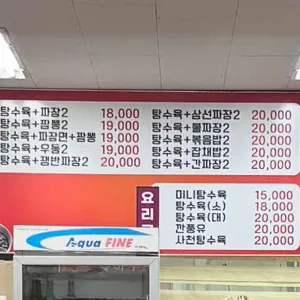 탕수육+짜장2 18,000
탕수육+짬뽕2 19,000
탕수육+짜장면+짬뽕 19,000
탕수육+우동2 19,000
탕수육+쟁반짜장2 20,000
탕수육+삼선짜장2 20,000
탕수육+물짜장2 20,000
탕수육+볶음밥2 20,000
탕수육+잡채밥2 20,000
탕수육+간짜장2 20,000
요리
미니탕수육 15,000
탕수육(소) 18,000
탕수육(대) 20,000
깐풍유 20,000
사천탕수육 20,000
Aqua FINE